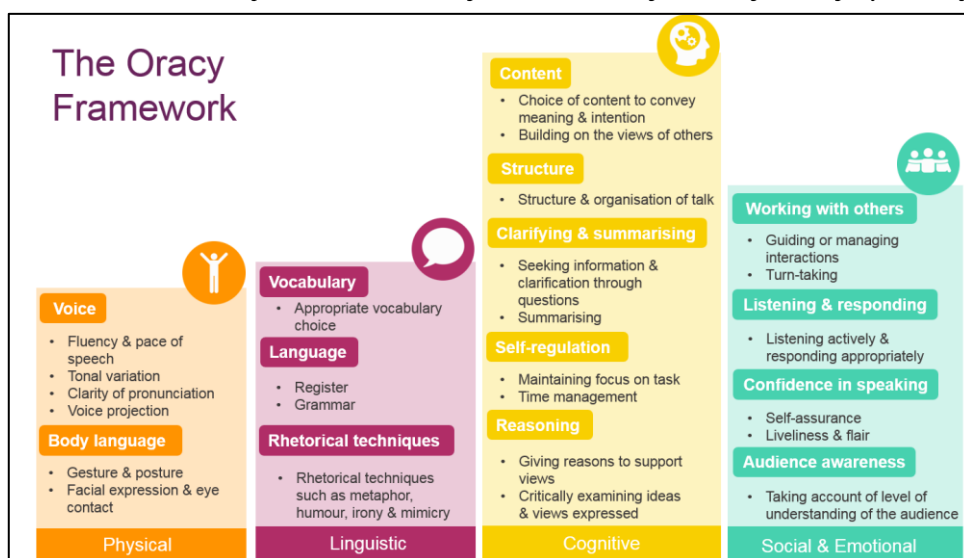 The Oracy
Framework
Voice
• Fluency & pace of
speech
• Tonal variation
• Clarity of pronunciation
• Voice projection
Body language
• Gesture & posture
• Facial expression & eye
contact
Physical
Vocabulary
• Appropriate vocabulary
choice
Language
• Register
• Grammar
Rhetorical techniques
• Rhetorical techniques
such as metaphor,
humour, irony & mimicry
Linguistic
Content
• Choice of content to convey
meaning & intention
• Building on the views of others
Structure
• Structure & organisation of talk
Clarifying & summarising
• Seeking information &
clarification through
questions
• Summarising
Self-regulation
• Maintaining focus on task
• Time management
Reasoning
• Giving reasons to support
views
• Critically examining ideas
& views expressed
Cognitive
Working with others
• Guiding or managing
interactions
• Turn-taking
Listening & responding
• Listening actively &
responding appropriately
Confidence in speaking
• Self-assurance
• Liveliness & flair
Audience awareness
• Taking account of level of
understanding of the audience
Social & Emotional